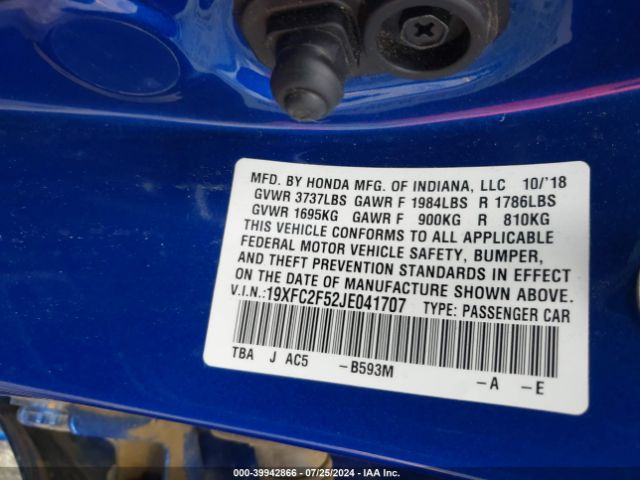 MFD. BY HONDA MFG. OF INDIANA, LLC 10/'18
GVWR 3737LBS GAWR F 1984LBS R 1786LBS
GVWR 1695KG GAWR F 900KG R 810KG
THIS VEHICLE CONFORMS TO ALL APPLICABLE
FEDERAL MOTOR VEHICLE SAFETY, BUMPER,
AND THEFT PREVENTION STANDARDS IN EFFECT
ON THE DATE OF MANUFACTURE SHOWN ABOVE.
V.I.N.:19XFC2F52JE041707 TYPE: PASSENGER CAR
TBA J AC5 -B593M -A -E
000-39942866 - 07/25/2024 - IAA Inc.